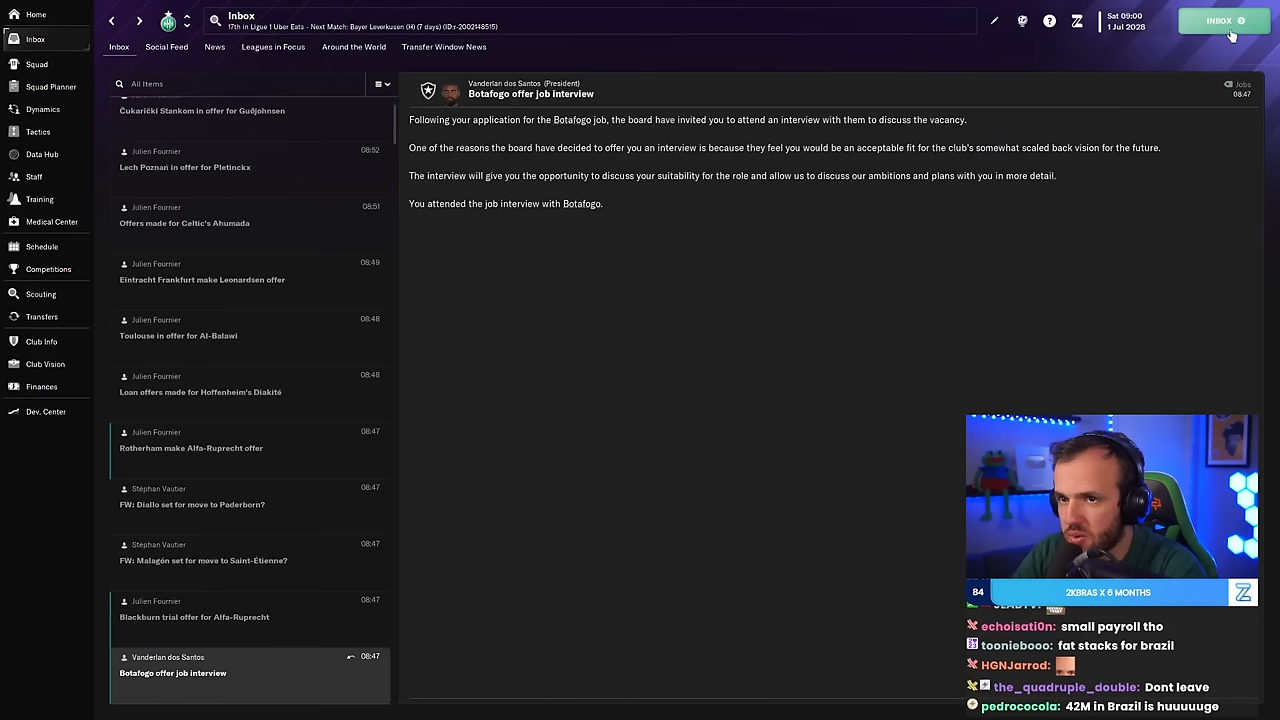 Home
Inbox
Squad
Squad Planner
Dynamics
Tactics
Data Hub
Staff
Training
Medical Center
Schedule
Competitions
Scouting
Transfers
Club Info
Club Vision
Finances
Dev. Center
Inbox
17th in Ligue 1 Uber Eats - Next Match: Bayer Leverkusen (H) (7 days) (ID:r-2002148515)
Sat 09:00
1 Jul 2028
INBOX
Inbox
Social Feed
News
Leagues in Focus
Around the World
Transfer Window News
All Items
Čukarički Stankom in offer for Guðjohnsen
Julien Fournier 08:52
Lech Poznań in offer for Pletinckx
Julien Fournier 08:51
Offers made for Celtic's Ahumada
Julien Fournier 08:49
Eintracht Frankfurt make Leonardsen offer
Julien Fournier 08:48
Toulouse in offer for Al-Balawi
Julien Fournier 08:48
Loan offers made for Hoffenheim's Diakité
Julien Fournier 08:47
Rotherham make Alfa-Ruprecht offer
Stéphan Vautier 08:47
FW: Diallo set for move to Paderborn?
Stéphan Vautier 08:47
FW: Malagón set for move to Saint-Étienne?
Julien Fournier 08:47
Blackburn trial offer for Alfa-Ruprecht
Vanderlan dos Santos 08:47
Botafogo offer job interview
Vanderlan dos Santos (President)
Botafogo offer job interview
Jobs
08:47
Following your application for the Botafogo job, the board have invited you to attend an interview with them to discuss the vacancy.
One of the reasons the board have decided to offer you an interview is because they feel you would be an acceptable fit for the club's somewhat scaled back vision for the future.
The interview will give you the opportunity to discuss your suitability for the role and allow us to discuss our ambitions and plans with you in more detail.
You attended the job interview with Botafogo.
84 2KBRAS X 6 MONTHS
echoisati0n: small payroll tho
tooniebooo: fat stacks for brazil
HGNJarrod:
the_quadruple_double: Dont leave
pedrococola: 42M in Brazil is huuuuge